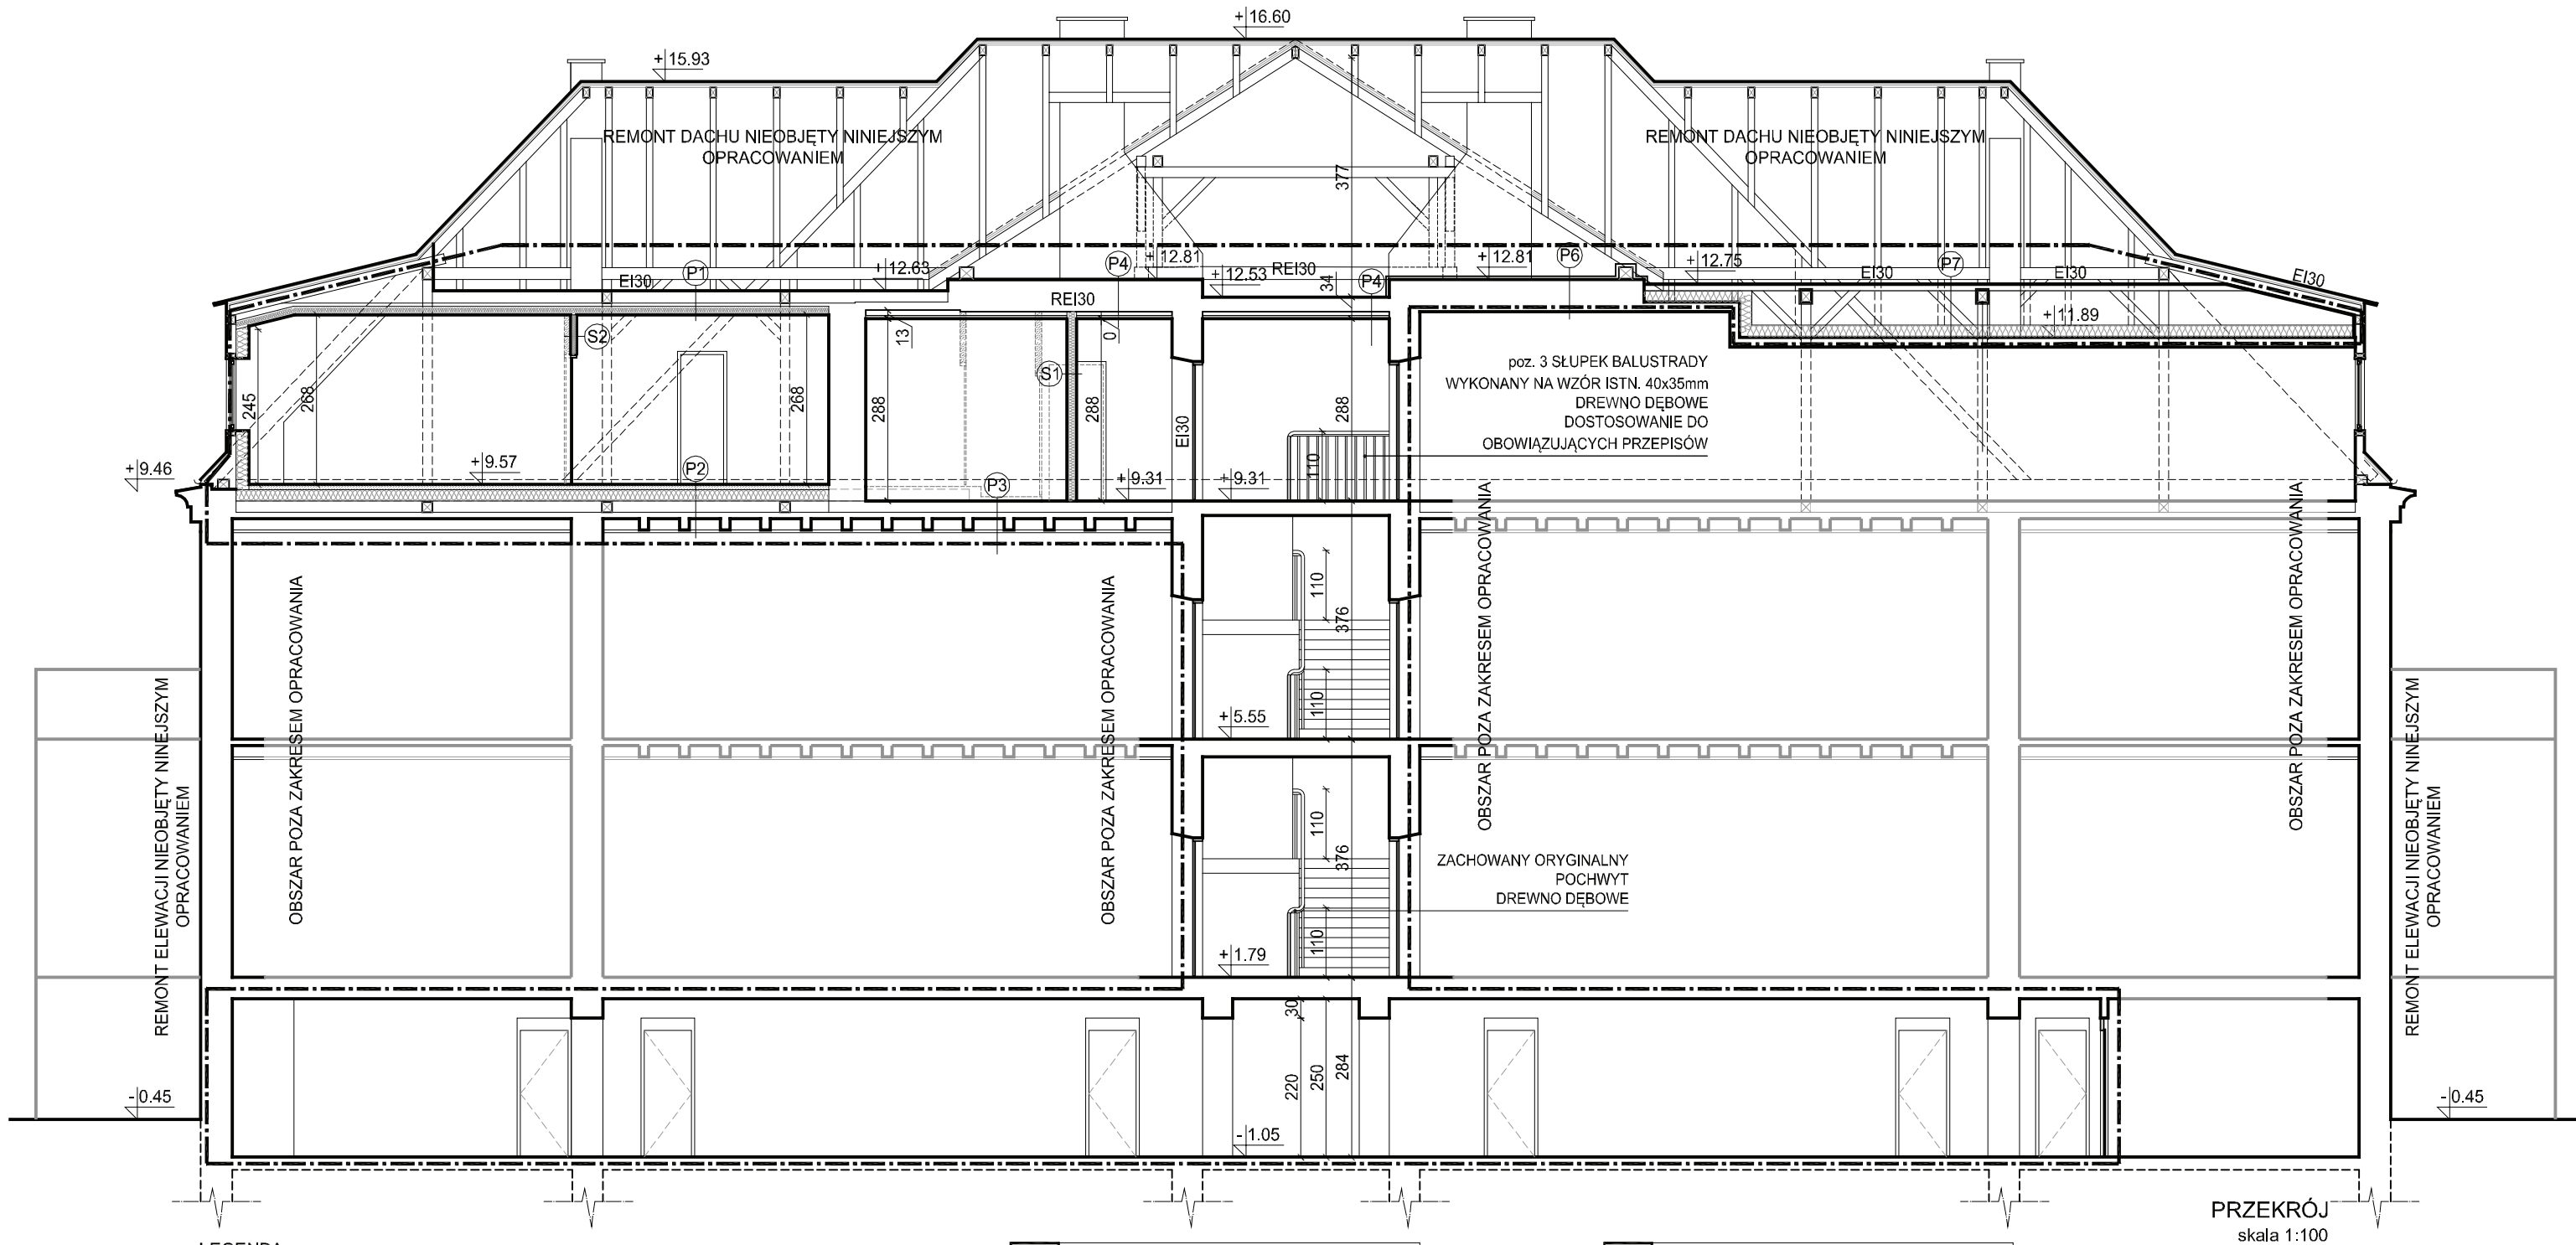 +16.60
+15.93
REMONT DACHU NIEOBJĘTY NINIEJSZYM
OPRACOWANIEM
REMONT DACHU NIEOBJĘTY NINIEJSZYM
OPRACOWANIEM
377
P4
+12.81
REI30
+12.81
P6
+12.63
+12.53
34
P4
+12.75
P7
EI30
P1
EI30
EI30
EI30
REI30
+11.89
13
0
S2
S1
poz. 3 SŁUPEK BALUSTRADY
WYKONANY NA WZÓR ISTN. 40x35mm
DREWNO DĘBOWE
DOSTOSOWANIE DO
OBOWIĄZUJĄCYCH PRZEPISÓW
245
268
268
288
288
EI30
288
110
+9.46
+9.57
P2
P3
+9.31
+9.31
OBSZAR POZA ZAKRESEM OPRACOWANIA
OBSZAR POZA ZAKRESEM OPRACOWANIA
OBSZAR POZA ZAKRESEM OPRACOWANIA
OBSZAR POZA ZAKRESEM OPRACOWANIA
110
376
110
+5.55
REMONT ELEWACJI NIEOBJĘTY NINEJSZYM
OPRACOWANIEM
REMONT ELEWACJI NIEOBJĘTY NINEJSZYM
OPRACOWANIEM
110
376
110
ZACHOWANY ORYGINALNY
POCHWYT
DREWNO DĘBOWE
+1.79
30
220
250
284
-0.45
-0.45
-1.05
PRZEKRÓJ
skala 1:100
LEGENDA